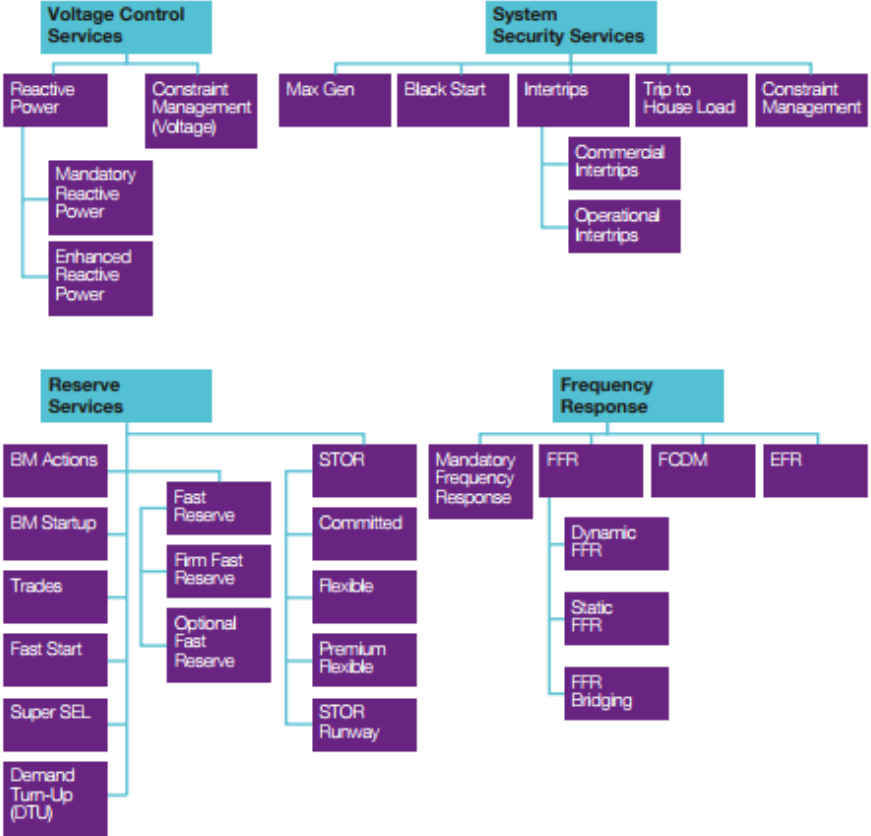 Voltage Control
Services
Reactive
Power
Constraint
Management
(Voltage)
Mandatory
Reactive
Power
Enhanced
Reactive
Power
System
Security Services
Max Gen
Black Start
Intertrips
Trip to
House Load
Constraint
Management
Commercial
Intertrips
Operational
Intertrips
Reserve
Services
BM Actions
BM Startup
Trades
Fast Start
Super SEL
Demand
Turn-Up
(DTU)
Fast
Reserve
Firm Fast
Reserve
Optional
Fast
Reserve
STOR
Committed
Flexible
Premium
Flexible
STOR
Runway
Frequency
Response
Mandatory
Frequency
Response
FFR
FCDM
EFR
Dynamic
FFR
Static
FFR
FFR
Bridging